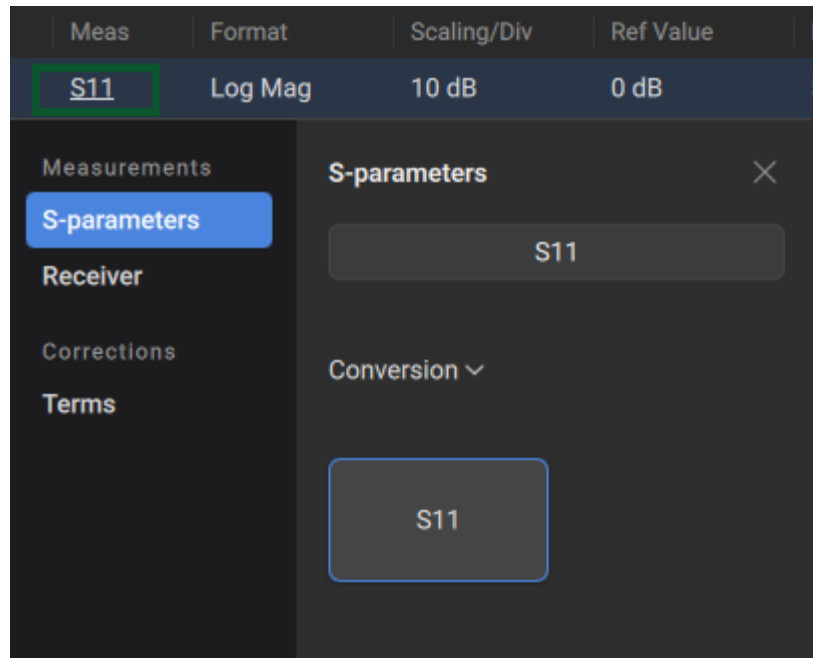 Meas Format Scaling/Div Ref Value
S11 Log Mag 10 dB 0 dB
Measurements
S-parameters
Receiver
Corrections
Terms
S-parameters
S11
Conversion
S11